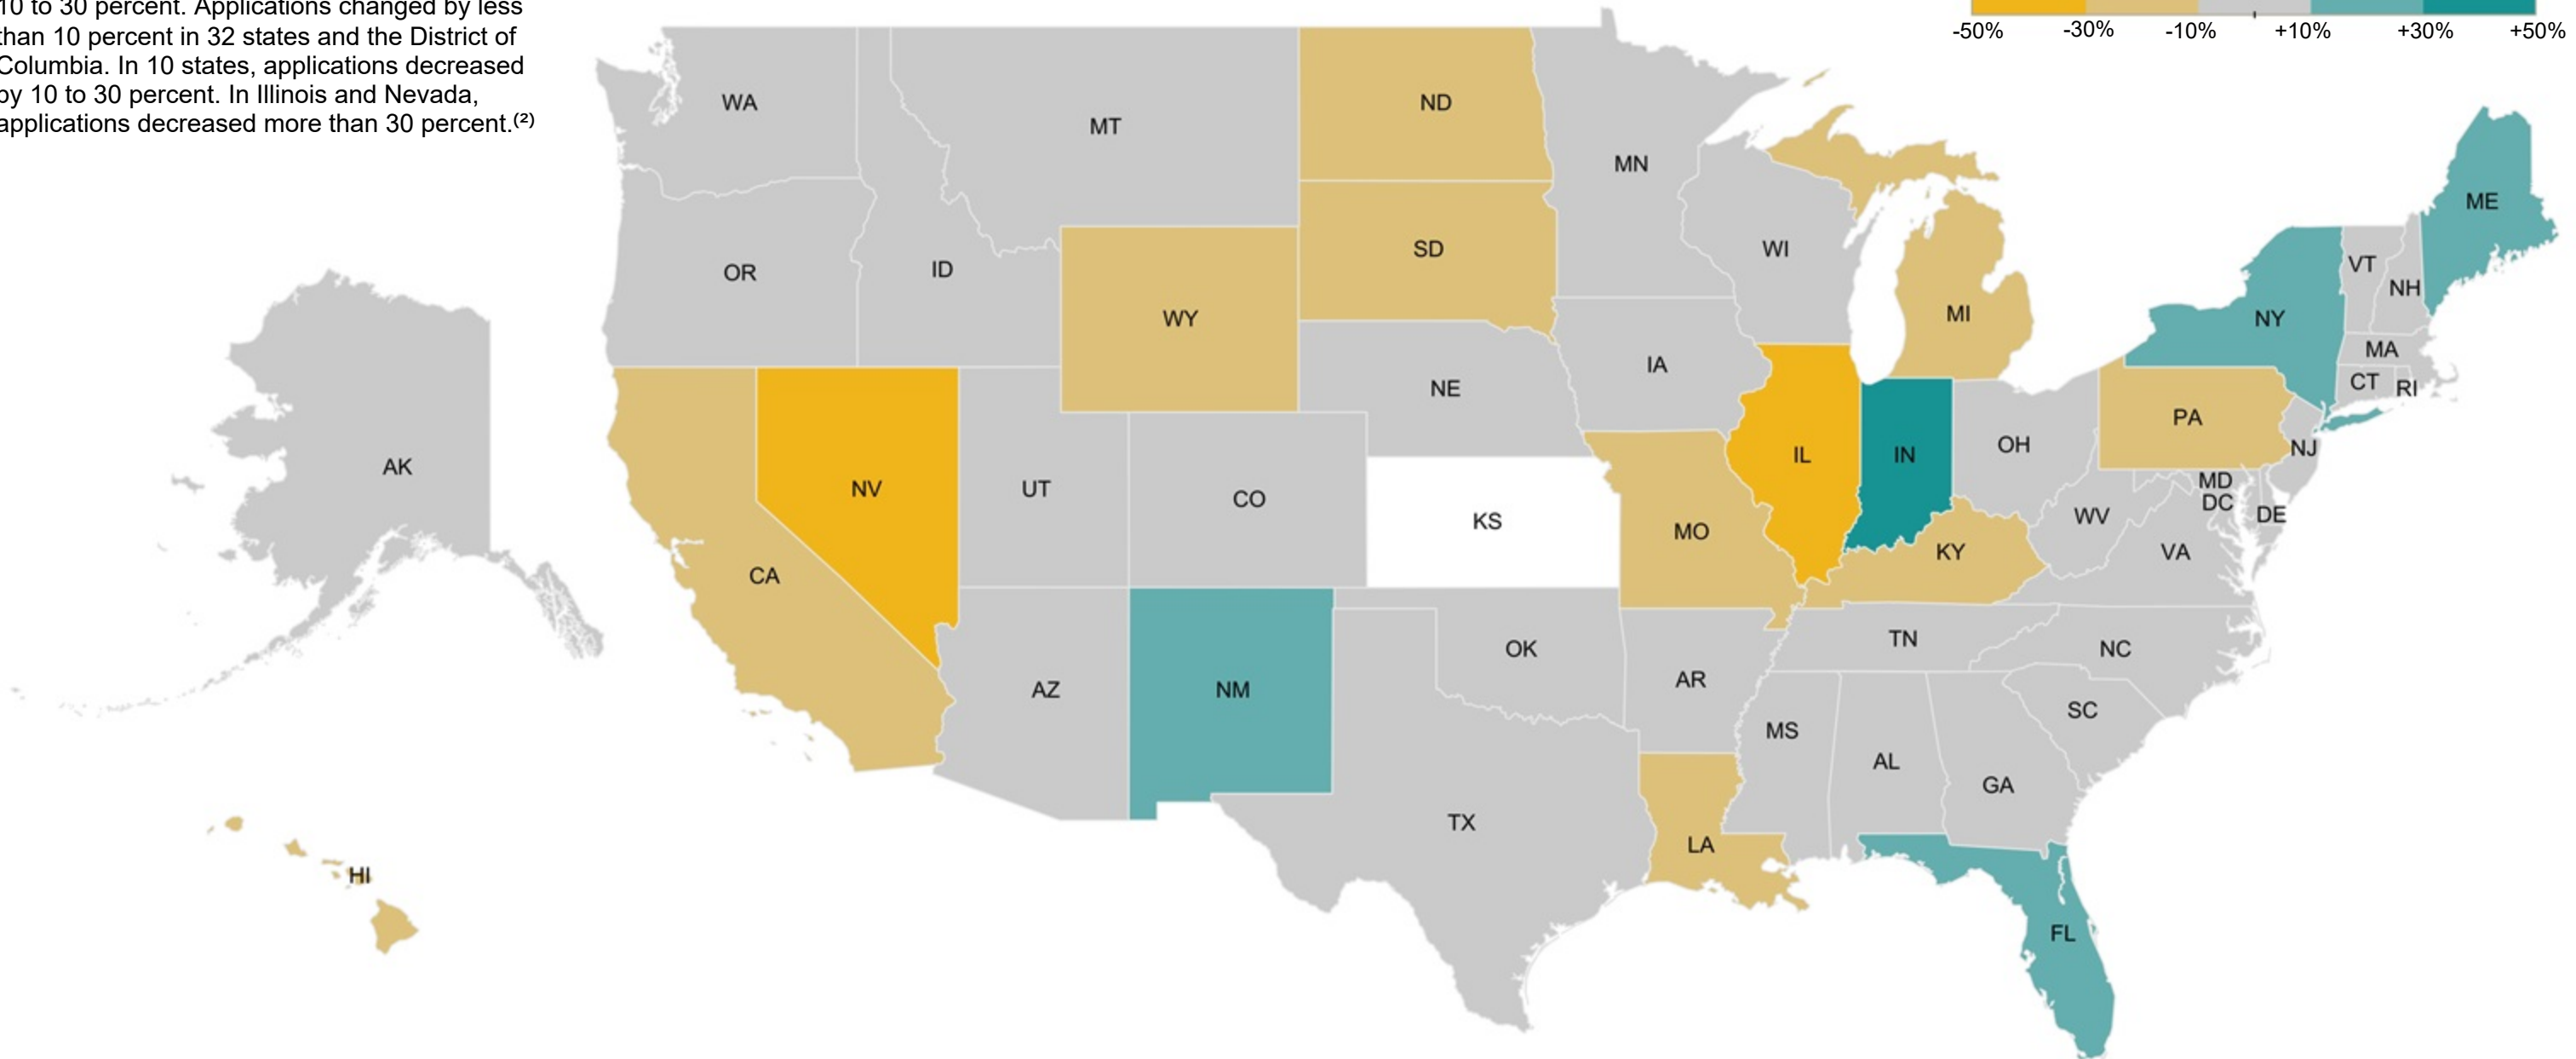 10 to 30 percent. Applications changed by less
than 10 percent in 32 states and the District of
Columbia. In 10 states, applications decreased
by 10 to 30 percent. In Illinois and Nevada,
applications decreased more than 30 percent.⁽²⁾
-50% -30% -10% +10% +30% +50%
WA
MT
ND
MN
OR
ID
WY
SD
WI
MI
ME
VT
NH
NY
MA
CT
RI
IA
NE
PA
NJ
AK
NV
UT
CO
KS
MO
IL
IN
OH
MD
DC
DE
WV
VA
KY
CA
AZ
NM
OK
AR
TN
NC
SC
MS
AL
GA
TX
LA
HI
FL